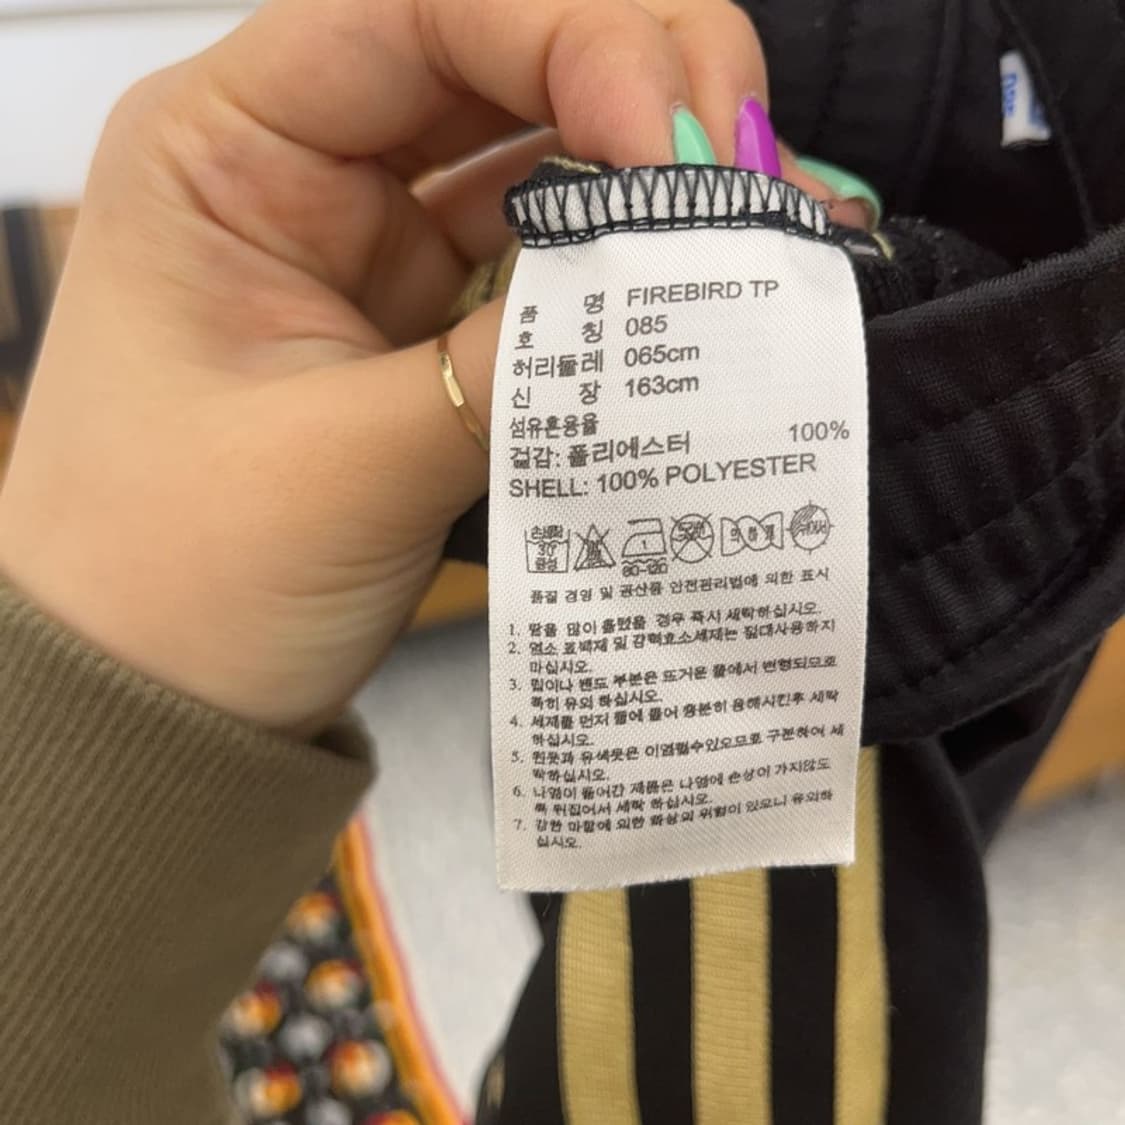 품 명 FIREBIRD TP
호 칭 085
허리둘레 065cm
신 장 163cm
섬유혼용율
겉감: 폴리에스터 100%
SHELL: 100% POLYESTER
손세탁
30°
중성
1
80-120
품질 경영 및 공산품 안전관리법에 의한 표시
1. 땀을 많이 흘렸을 경우 즉시 세탁하십시오.
2. 염소 표백제 및 강력효소세제는 절대사용하지
마십시오.
3. 밑이나 밴드 부분은 뜨거운 물에서 변형되므로
특히 유의 하십시오.
4. 세제를 먼저 물에 풀어 충분히 용해시킨후 세탁
하십시오.
5. 흰옷과 유색옷은 이염될수있으므로 구분하여 세
탁하십시오.
6. 나염이 들어간 제품은 나염에 손상이 가지않도
록 뒤집어서 세탁 하십시오.
7. 강한 마찰에 의한 화상의 위험이 있으니 유의하
십시오.